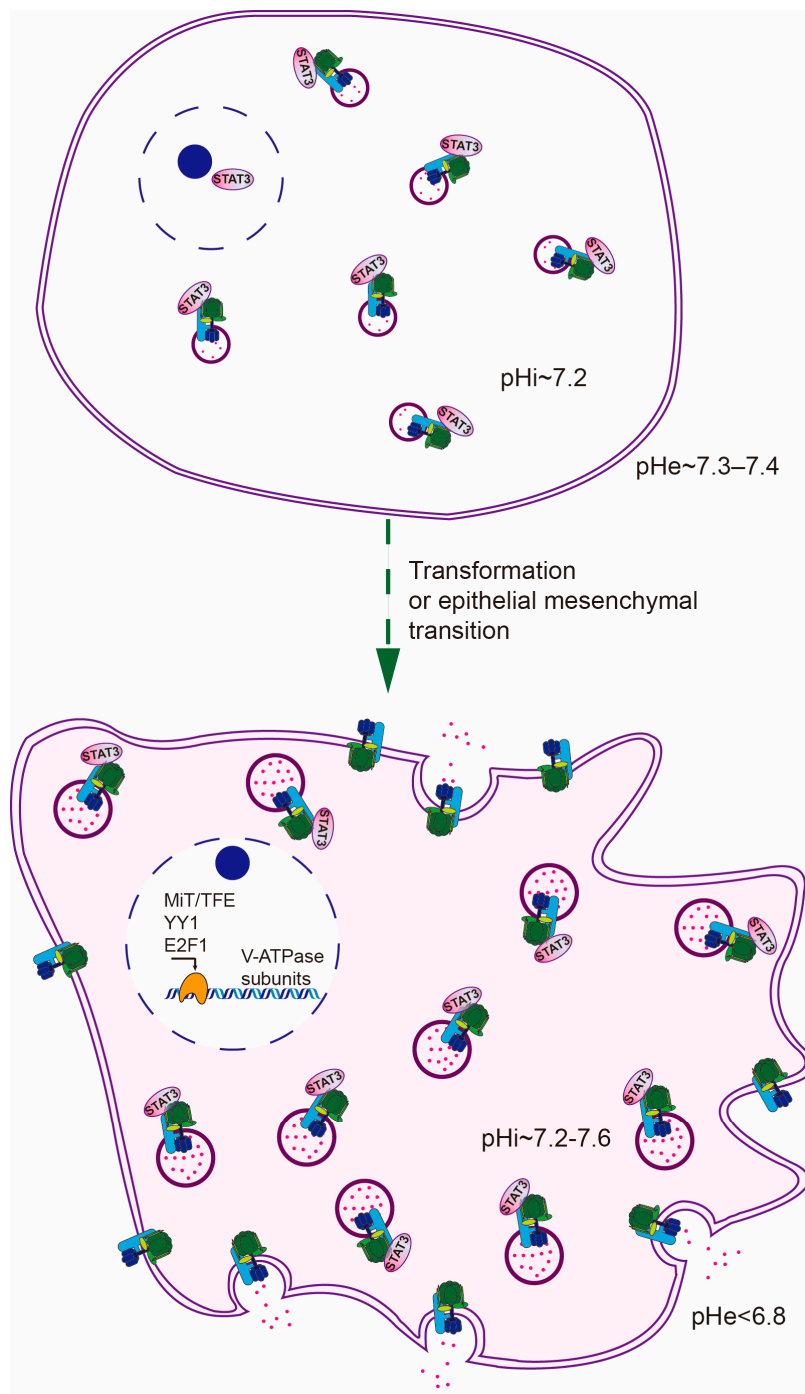 STAT3
STAT3
STAT3
STAT3
STAT3
STAT3
pHi~7.2
STAT3
pHe~7.3–7.4
Transformation
or epithelial mesenchymal
transition
STAT3
STAT3
MiT/TFE
YY1
E2F1
V-ATPase
subunits
STAT3
STAT3
STAT3
STAT3
STAT3
STAT3
pHi~7.2-7.6
STAT3
STAT3
pHe<6.8